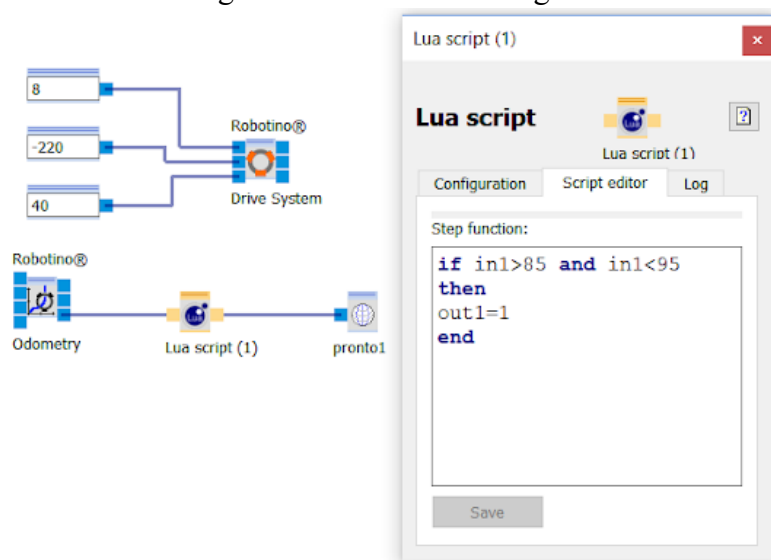 Lua script (1)
8
-220
40
Robotino®
Drive System
Robotino®
Odometry
Lua script (1)
pronto1
Lua script
Lua script (1)
Configuration
Script editor
Log
Step function:
if in1>85 and in1<95
then
out1=1
end
Save